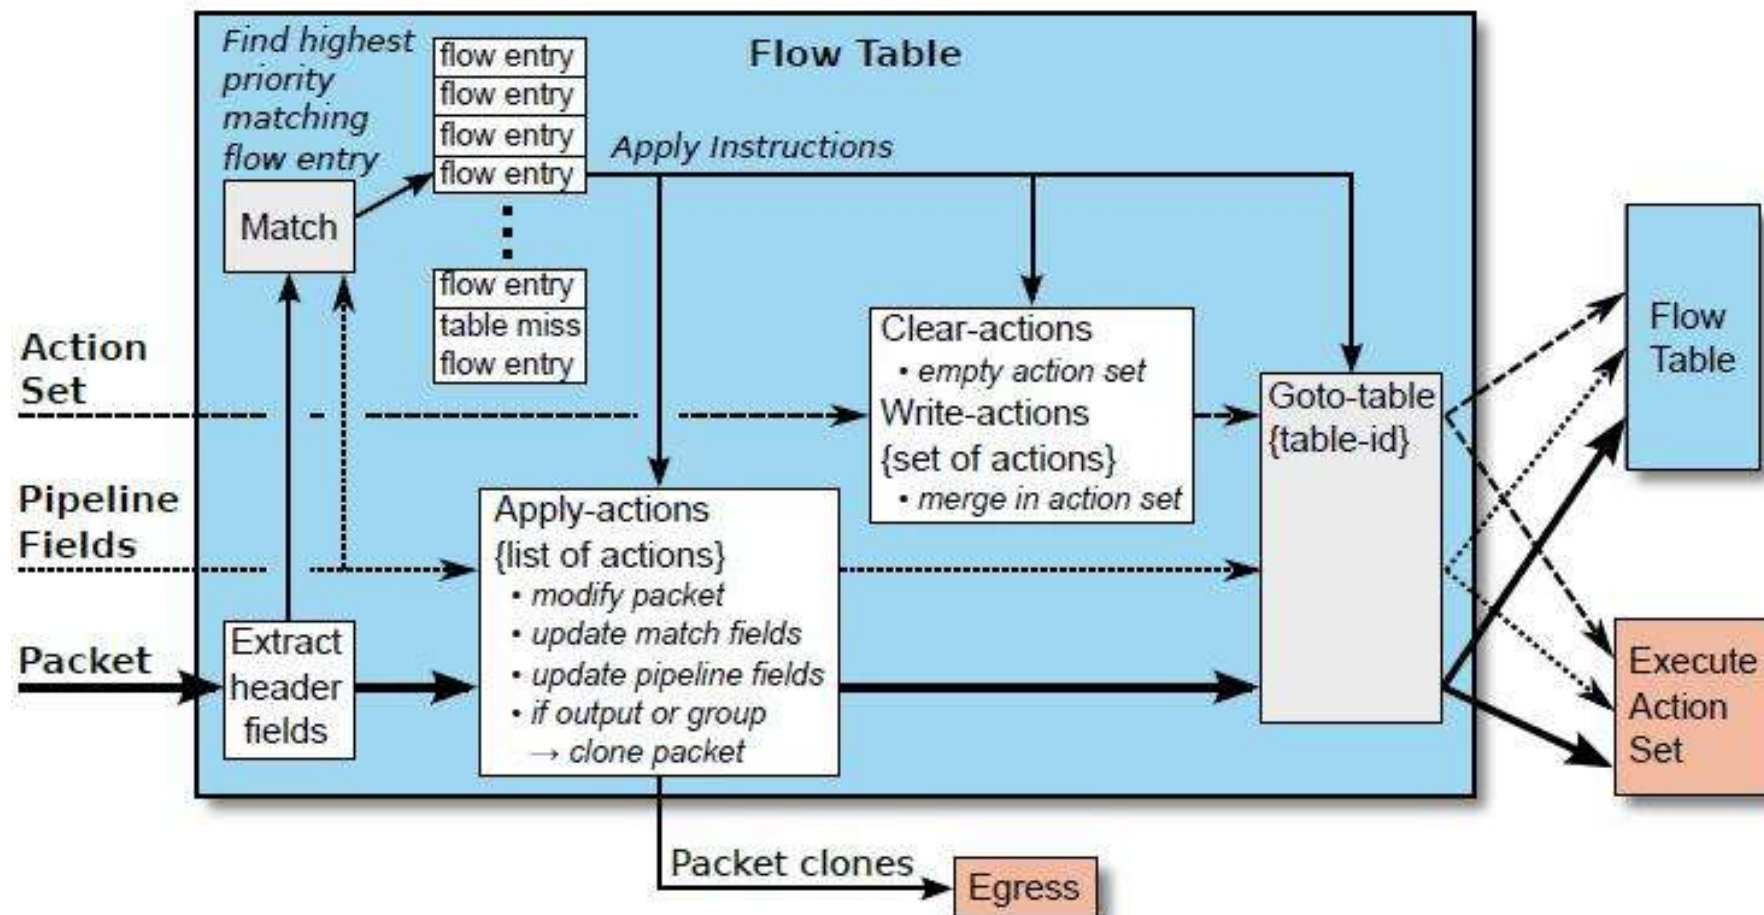 Find highest
priority
matching
flow entry
flow entry
flow entry
flow entry
flow entry
Flow Table
Apply Instructions
Match
flow entry
table miss
flow entry
Action
Set
Clear-actions
• empty action set
Write-actions
{set of actions}
• merge in action set
Goto-table
{table-id}
Flow
Table
Pipeline
Fields
Apply-actions
{list of actions}
• modify packet
• update match fields
• update pipeline fields
• if output or group
→ clone packet
Packet
Extract
header
fields
Execute
Action
Set
Packet clones
Egress